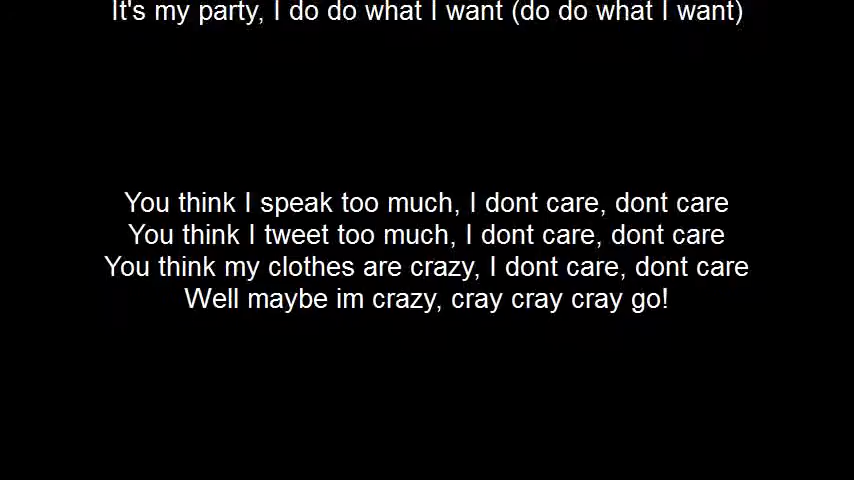 It's my party, I do do what I want (do do what I want)
You think I speak too much, I dont care, dont care
You think I tweet too much, I dont care, dont care
You think my clothes are crazy, I dont care, dont care
Well maybe im crazy, cray cray cray go!